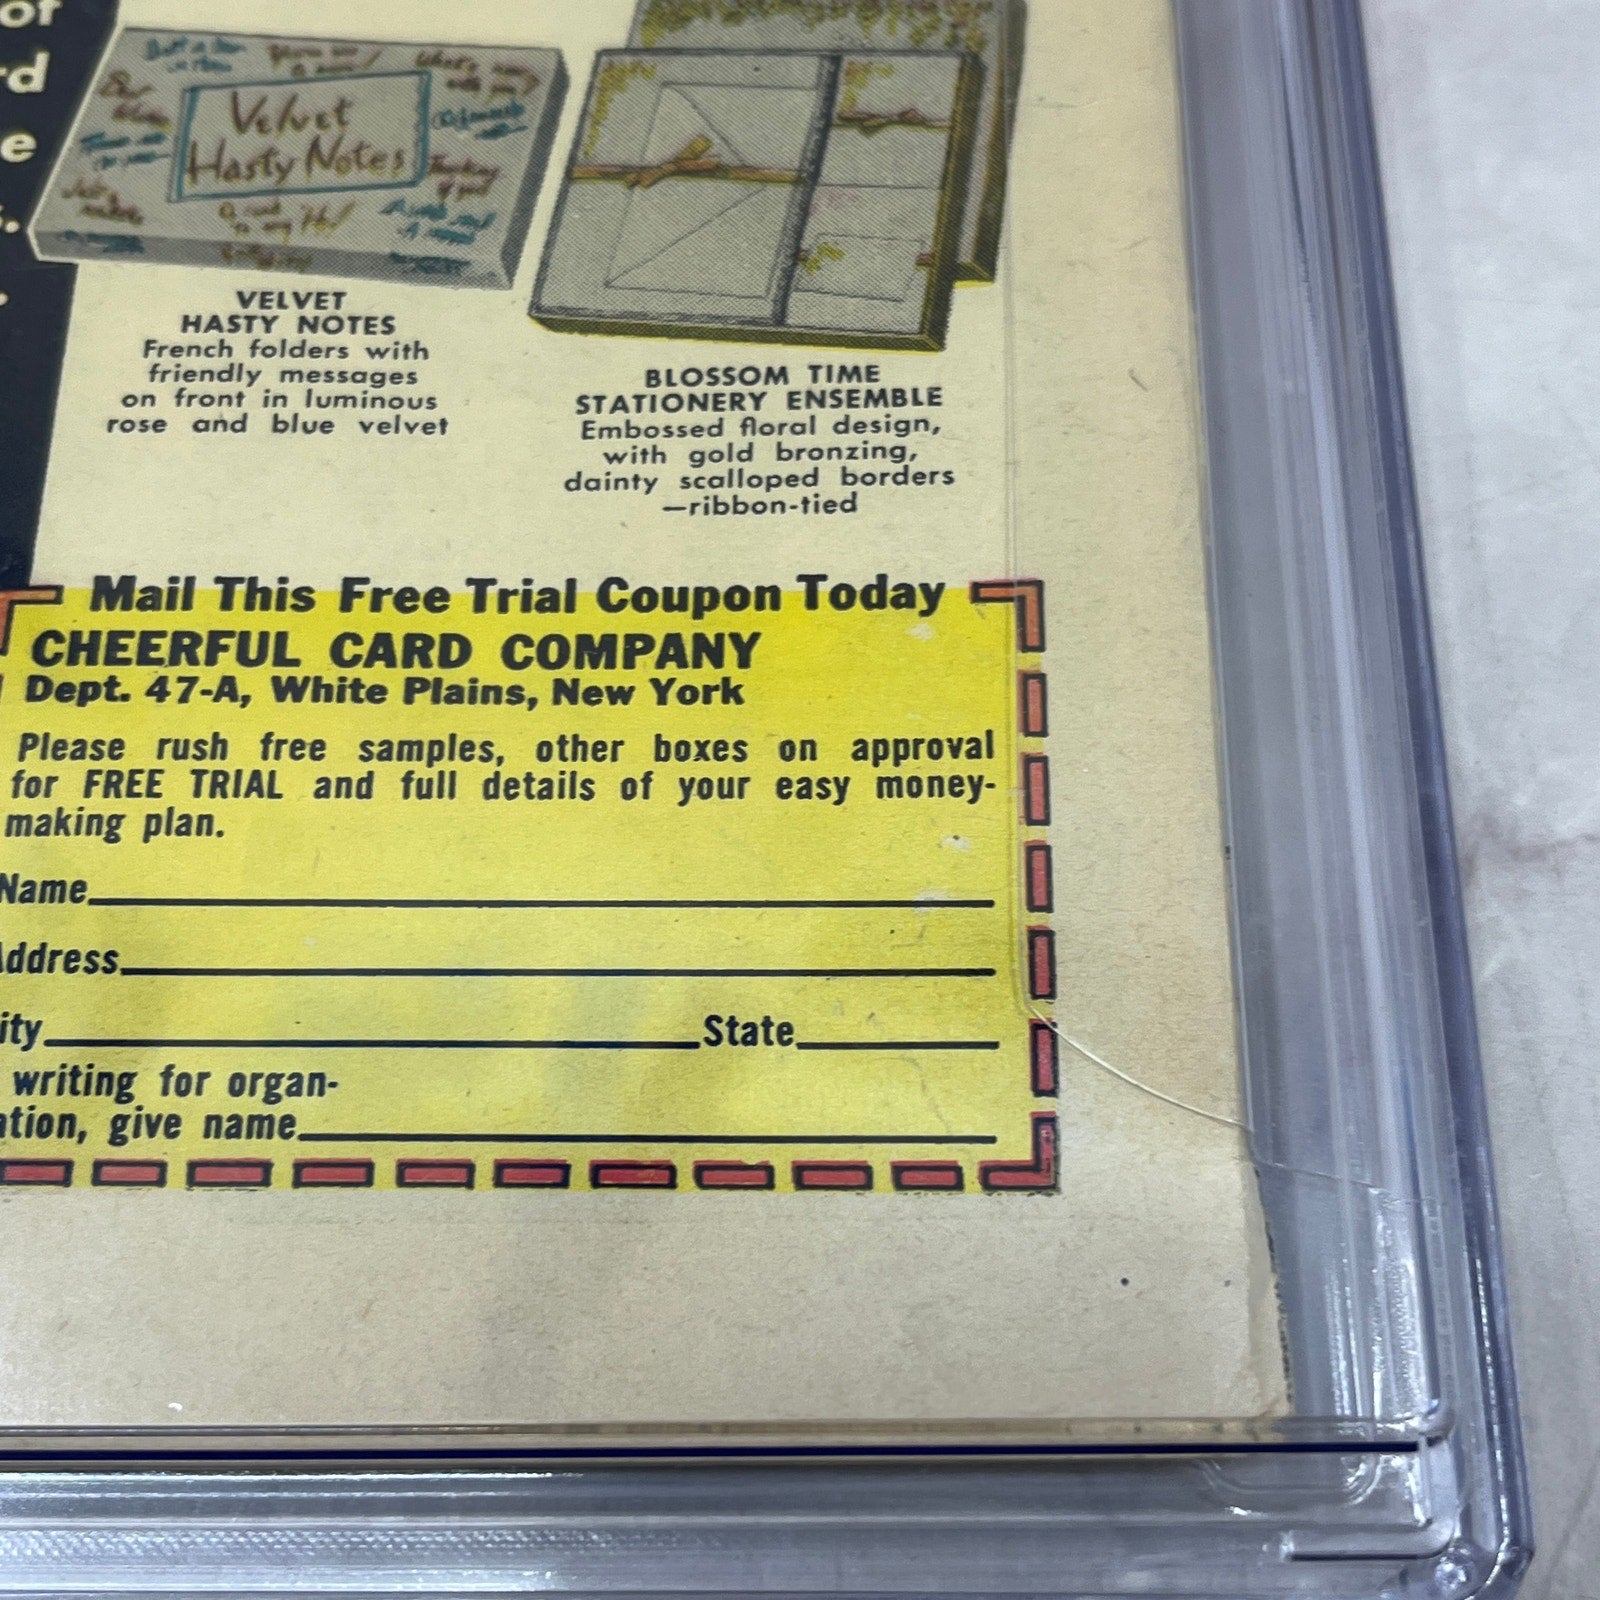 of
rd
e
s.
Velvet
Hasty Notes
VELVET
HASTY NOTES
French folders with
friendly messages
on front in luminous
rose and blue velvet
BLOSSOM TIME
STATIONERY ENSEMBLE
Embossed floral design,
with gold bronzing,
dainty scalloped borders
—ribbon-tied
Mail This Free Trial Coupon Today
CHEERFUL CARD COMPANY
Dept. 47-A, White Plains, New York
Please rush free samples, other boxes on approval
for FREE TRIAL and full details of your easy money-
making plan.
Name
Address
ity State
writing for organ-
ation, give name